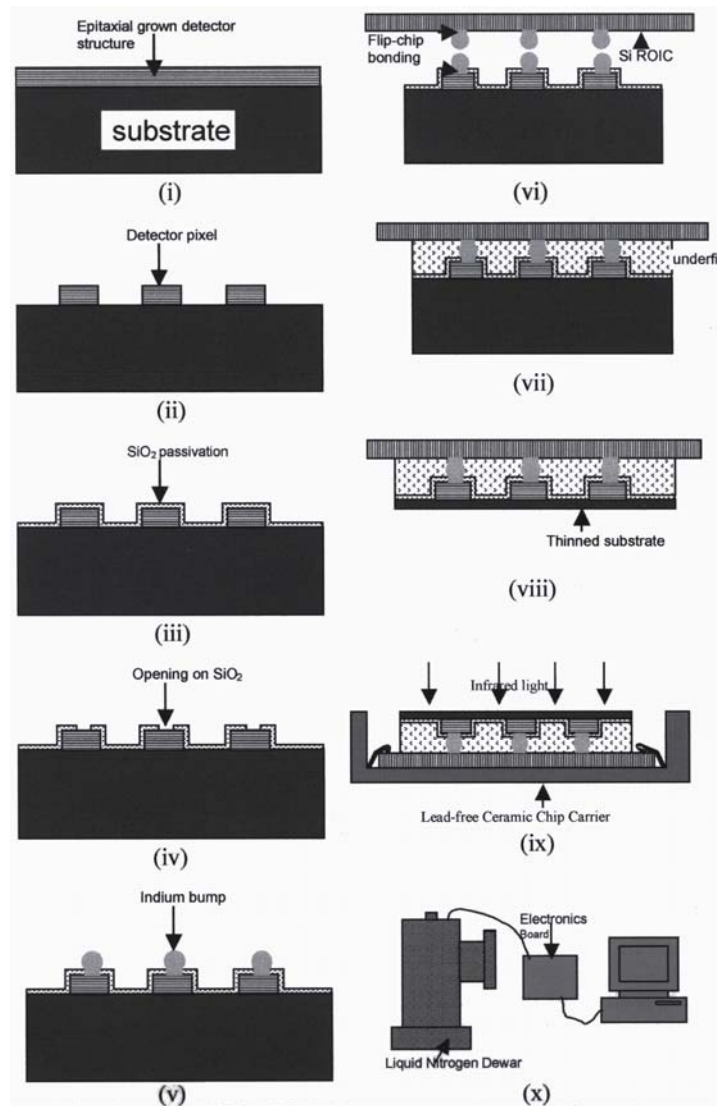 Epitaxial grown detector
structure
substrate
(i)
Detector pixel
(ii)
SiO₂ passivation
(iii)
Opening on SiO₂
(iv)
Indium bump
(v)
Flip-chip
bonding
Si ROIC
(vi)
underfi
(vii)
Thinned substrate
(viii)
Infrared light
Lead-free Ceramic Chip Carrier
(ix)
Electronics
Board
Liquid Nitrogen Dewar
(x)